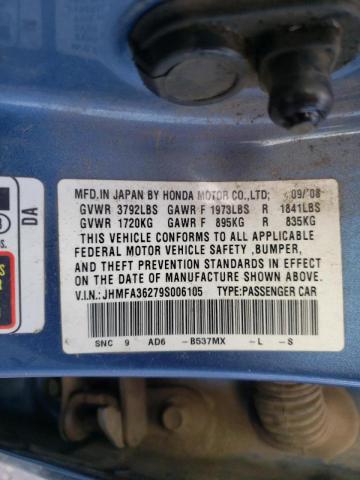 MFD.IN JAPAN BY HONDA MOTOR CO.,LTD; 09/'08
GVWR 3792LBS GAWR F 1973LBS R 1841LBS
GVWR 1720KG GAWR F 895KG R 835KG
THIS VEHICLE CONFORMS TO ALL APPLICABLE
FEDERAL MOTOR VEHICLE SAFETY ,BUMPER,
AND THEFT PREVENTION STANDARDS IN EFFECT
ON THE DATE OF MANUFACTURE SHOWN ABOVE.
V.I.N.: JHMFA36279S006105 TYPE:PASSENGER CAR
SNC 9 AD6 -B537MX -L -S
DA